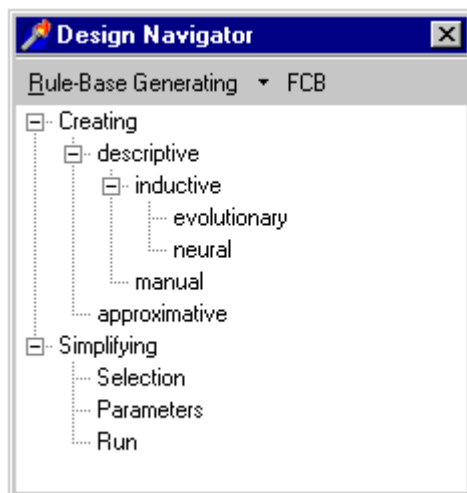 Design Navigator
Rule-Base Generating FCB
Creating
descriptive
inductive
evolutionary
neural
manual
approximative
Simplifying
Selection
Parameters
Run